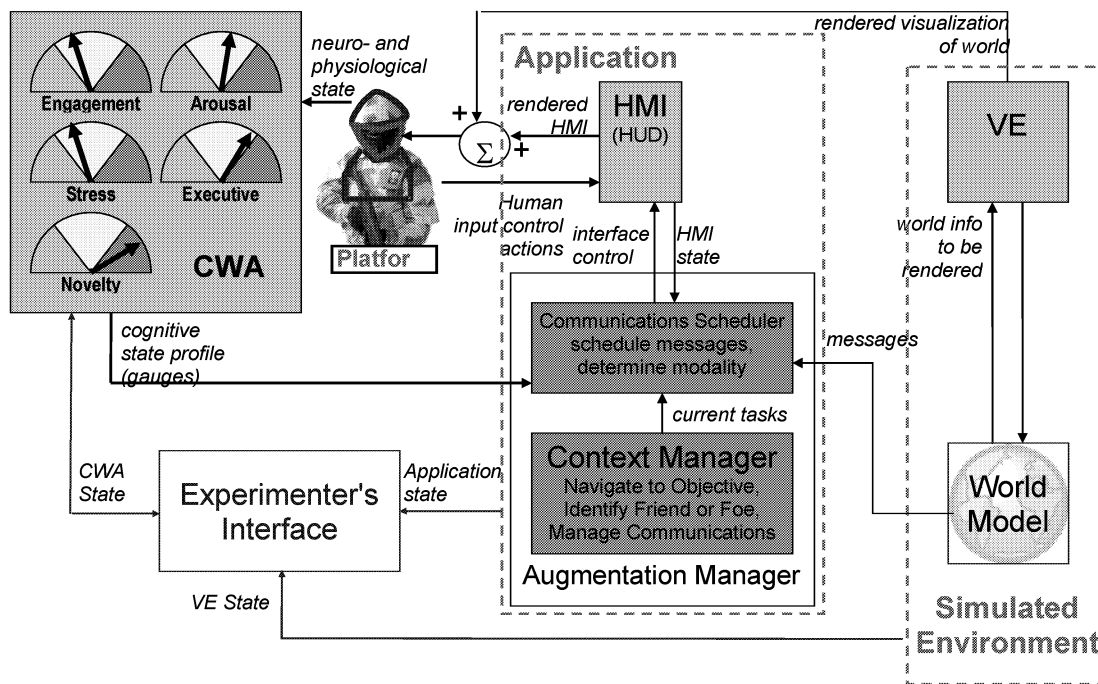 Engagement
Arousal
Stress
Executive
Novelty
CWA
neuro- and
physiological
state
Platfor
+
Σ
+
rendered
HMI
Human
input control
actions
Application
HMI
(HUD)
interface
control
HMI
state
rendered visualization
of world
VE
world info
to be
rendered
cognitive
state profile
(gauges)
Communications Scheduler
schedule messages,
determine modality
messages
current tasks
Context Manager
Navigate to Objective,
Identify Friend or Foe,
Manage Communications
Augmentation Manager
CWA
State
Experimenter's
Interface
Application
state
VE State
World
Model
Simulated
Environment